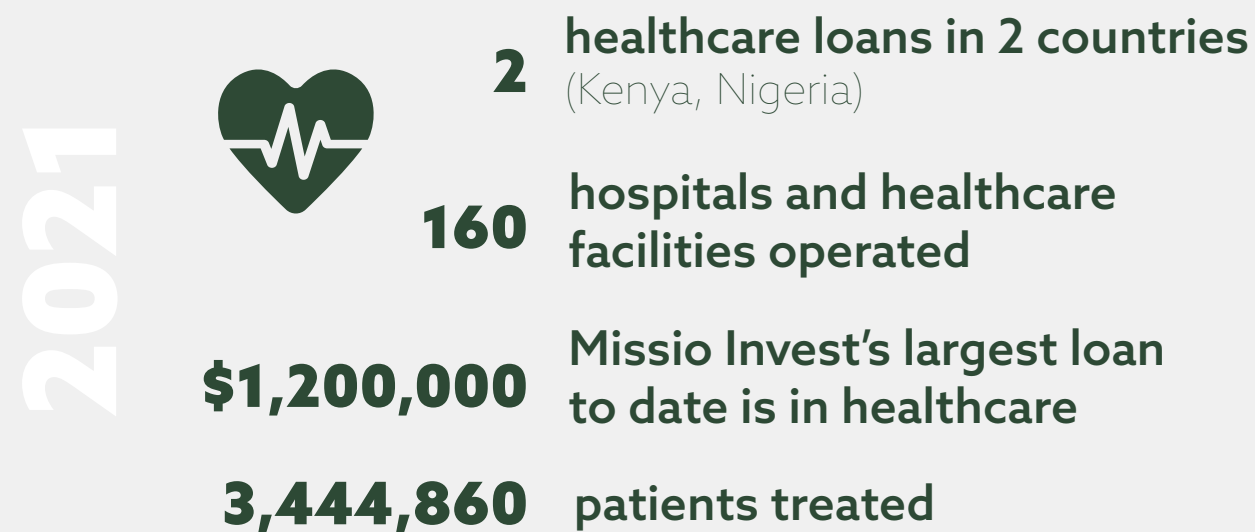 2021
2
healthcare loans in 2 countries
(Kenya, Nigeria)
160
hospitals and healthcare
facilities operated
$1,200,000
Missio Invest’s largest loan
to date is in healthcare
3,444,860
patients treated